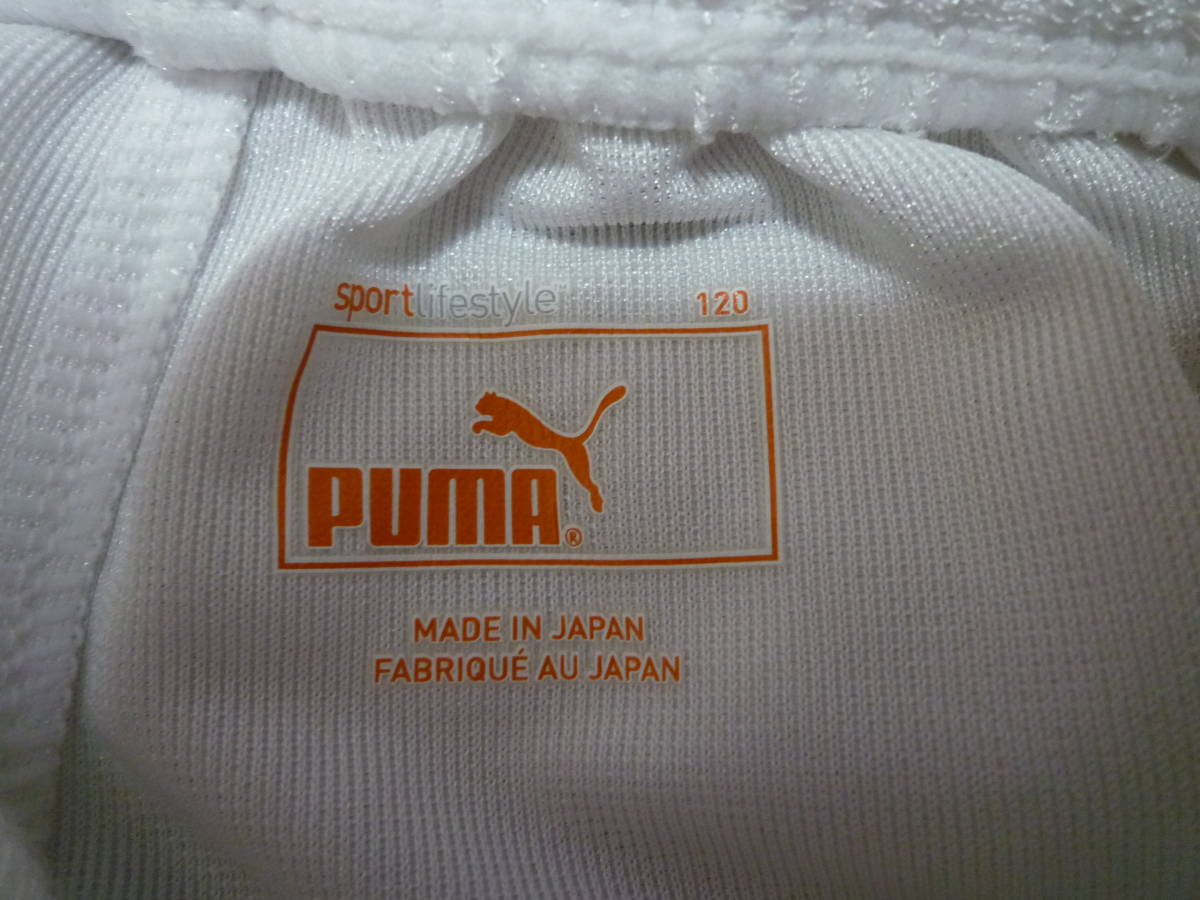 sportlifestyle 120
PUMA®
MADE IN JAPAN
FABRIQUÉ AU JAPAN